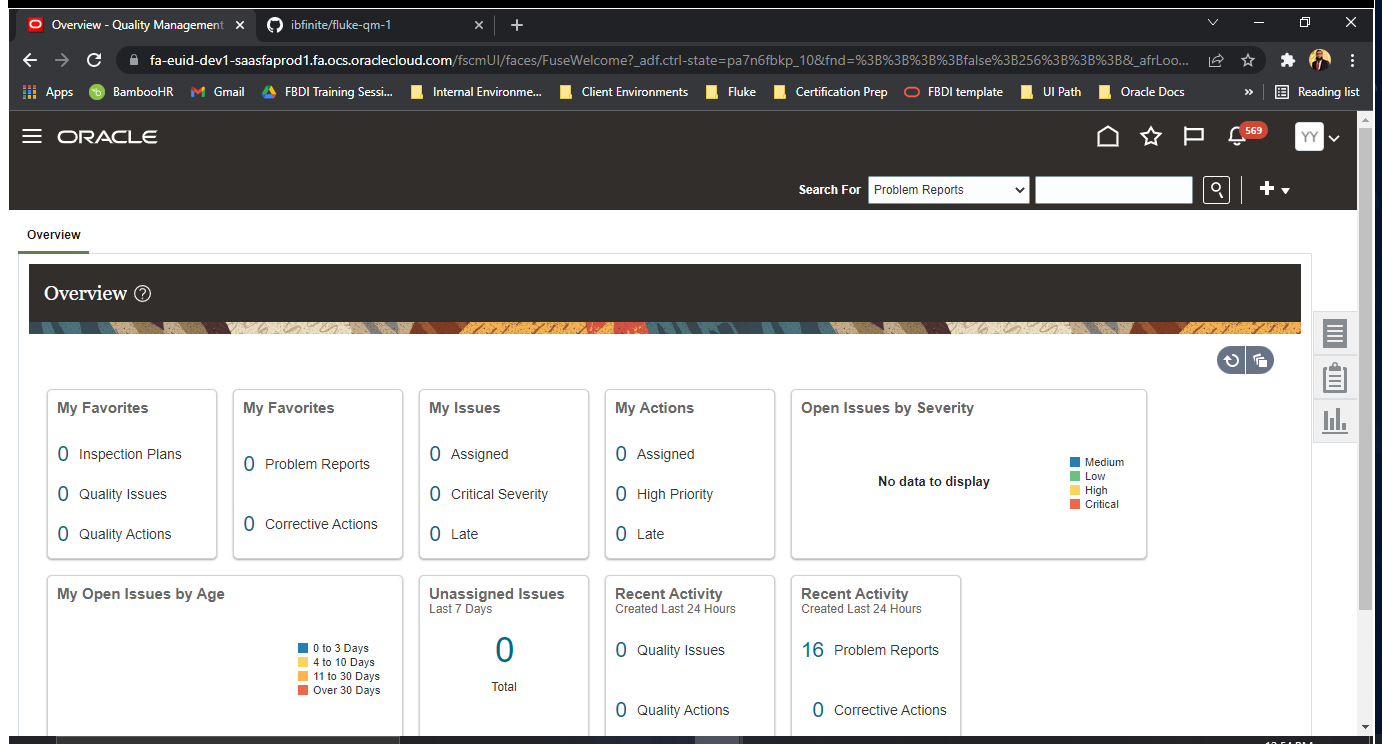 Overview - Quality Management
ibfinite/fluke-qm-1
fa-euid-dev1-saasfaprod1.fa.ocs.oraclecloud.com/fscmUI/faces/FuseWelcome?_adf.ctrl-state=pa7n6fbkp_10&fnd=%3B%3B%3B%3Bfalse%3B256%3B%3B%3B&_afrLoo...
Apps BambooHR Gmail FBDI Training Sessi... Internal Environme... Client Environments Fluke Certification Prep FBDI template UI Path Oracle Docs » Reading list
ORACLE 569 YY
Search For Problem Reports
Overview
Overview ?
My Favorites
0 Inspection Plans
0 Quality Issues
0 Quality Actions
My Favorites
0 Problem Reports
0 Corrective Actions
My Issues
0 Assigned
0 Critical Severity
0 Late
My Actions
0 Assigned
0 High Priority
0 Late
Open Issues by Severity
No data to display
Medium
Low
High
Critical
My Open Issues by Age
0 to 3 Days
4 to 10 Days
11 to 30 Days
Over 30 Days
Unassigned Issues
Last 7 Days
0
Total
Recent Activity
Created Last 24 Hours
0 Quality Issues
0 Quality Actions
Recent Activity
Created Last 24 Hours
16 Problem Reports
0 Corrective Actions